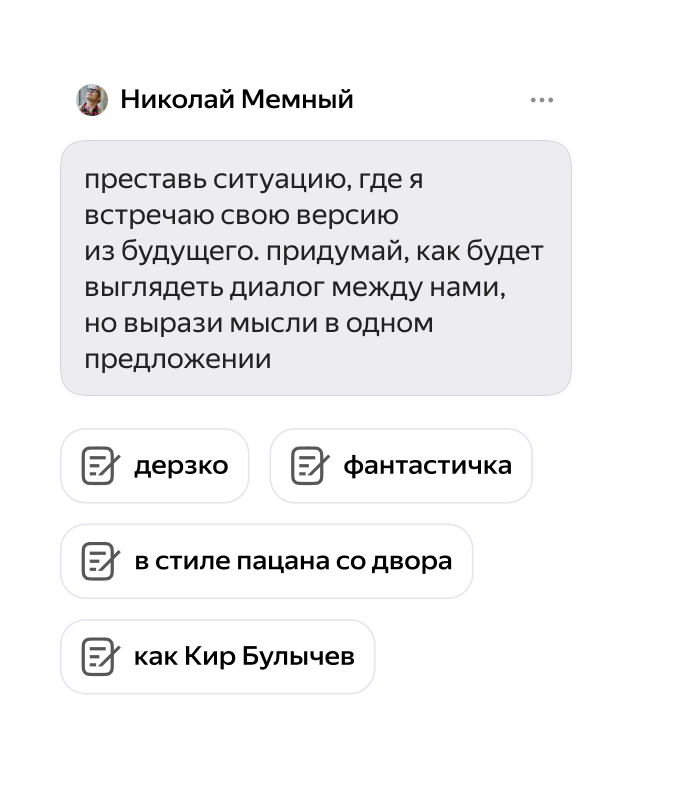 Николай Мемный
преставь ситуацию, где я
встречаю свою версию
из будущего. придумай, как будет
выглядеть диалог между нами,
но вырази мысли в одном
предложении
дерзко
фантастичка
в стиле пацана со двора
как Кир Булычев